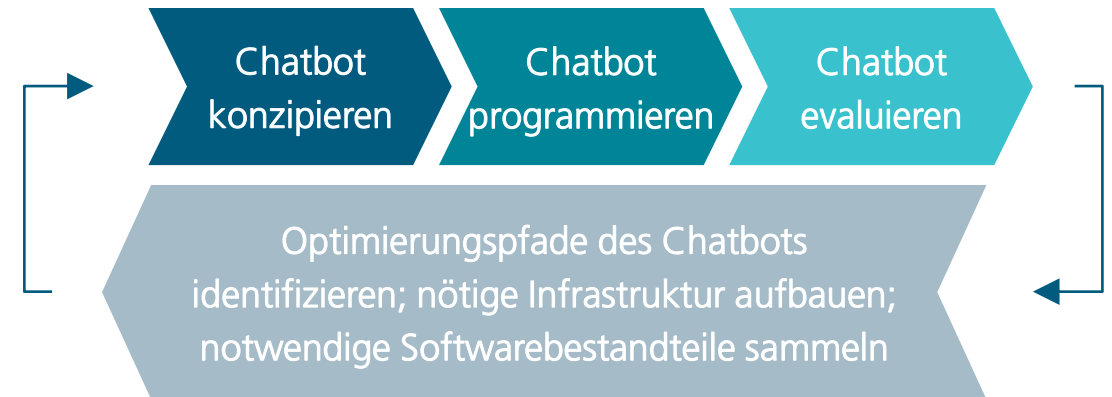 Chatbot
konzipieren
Chatbot
programmieren
Chatbot
evaluieren
Optimierungspfade des Chatbots
identifizieren; nötige Infrastruktur aufbauen;
notwendige Softwarebestandteile sammeln